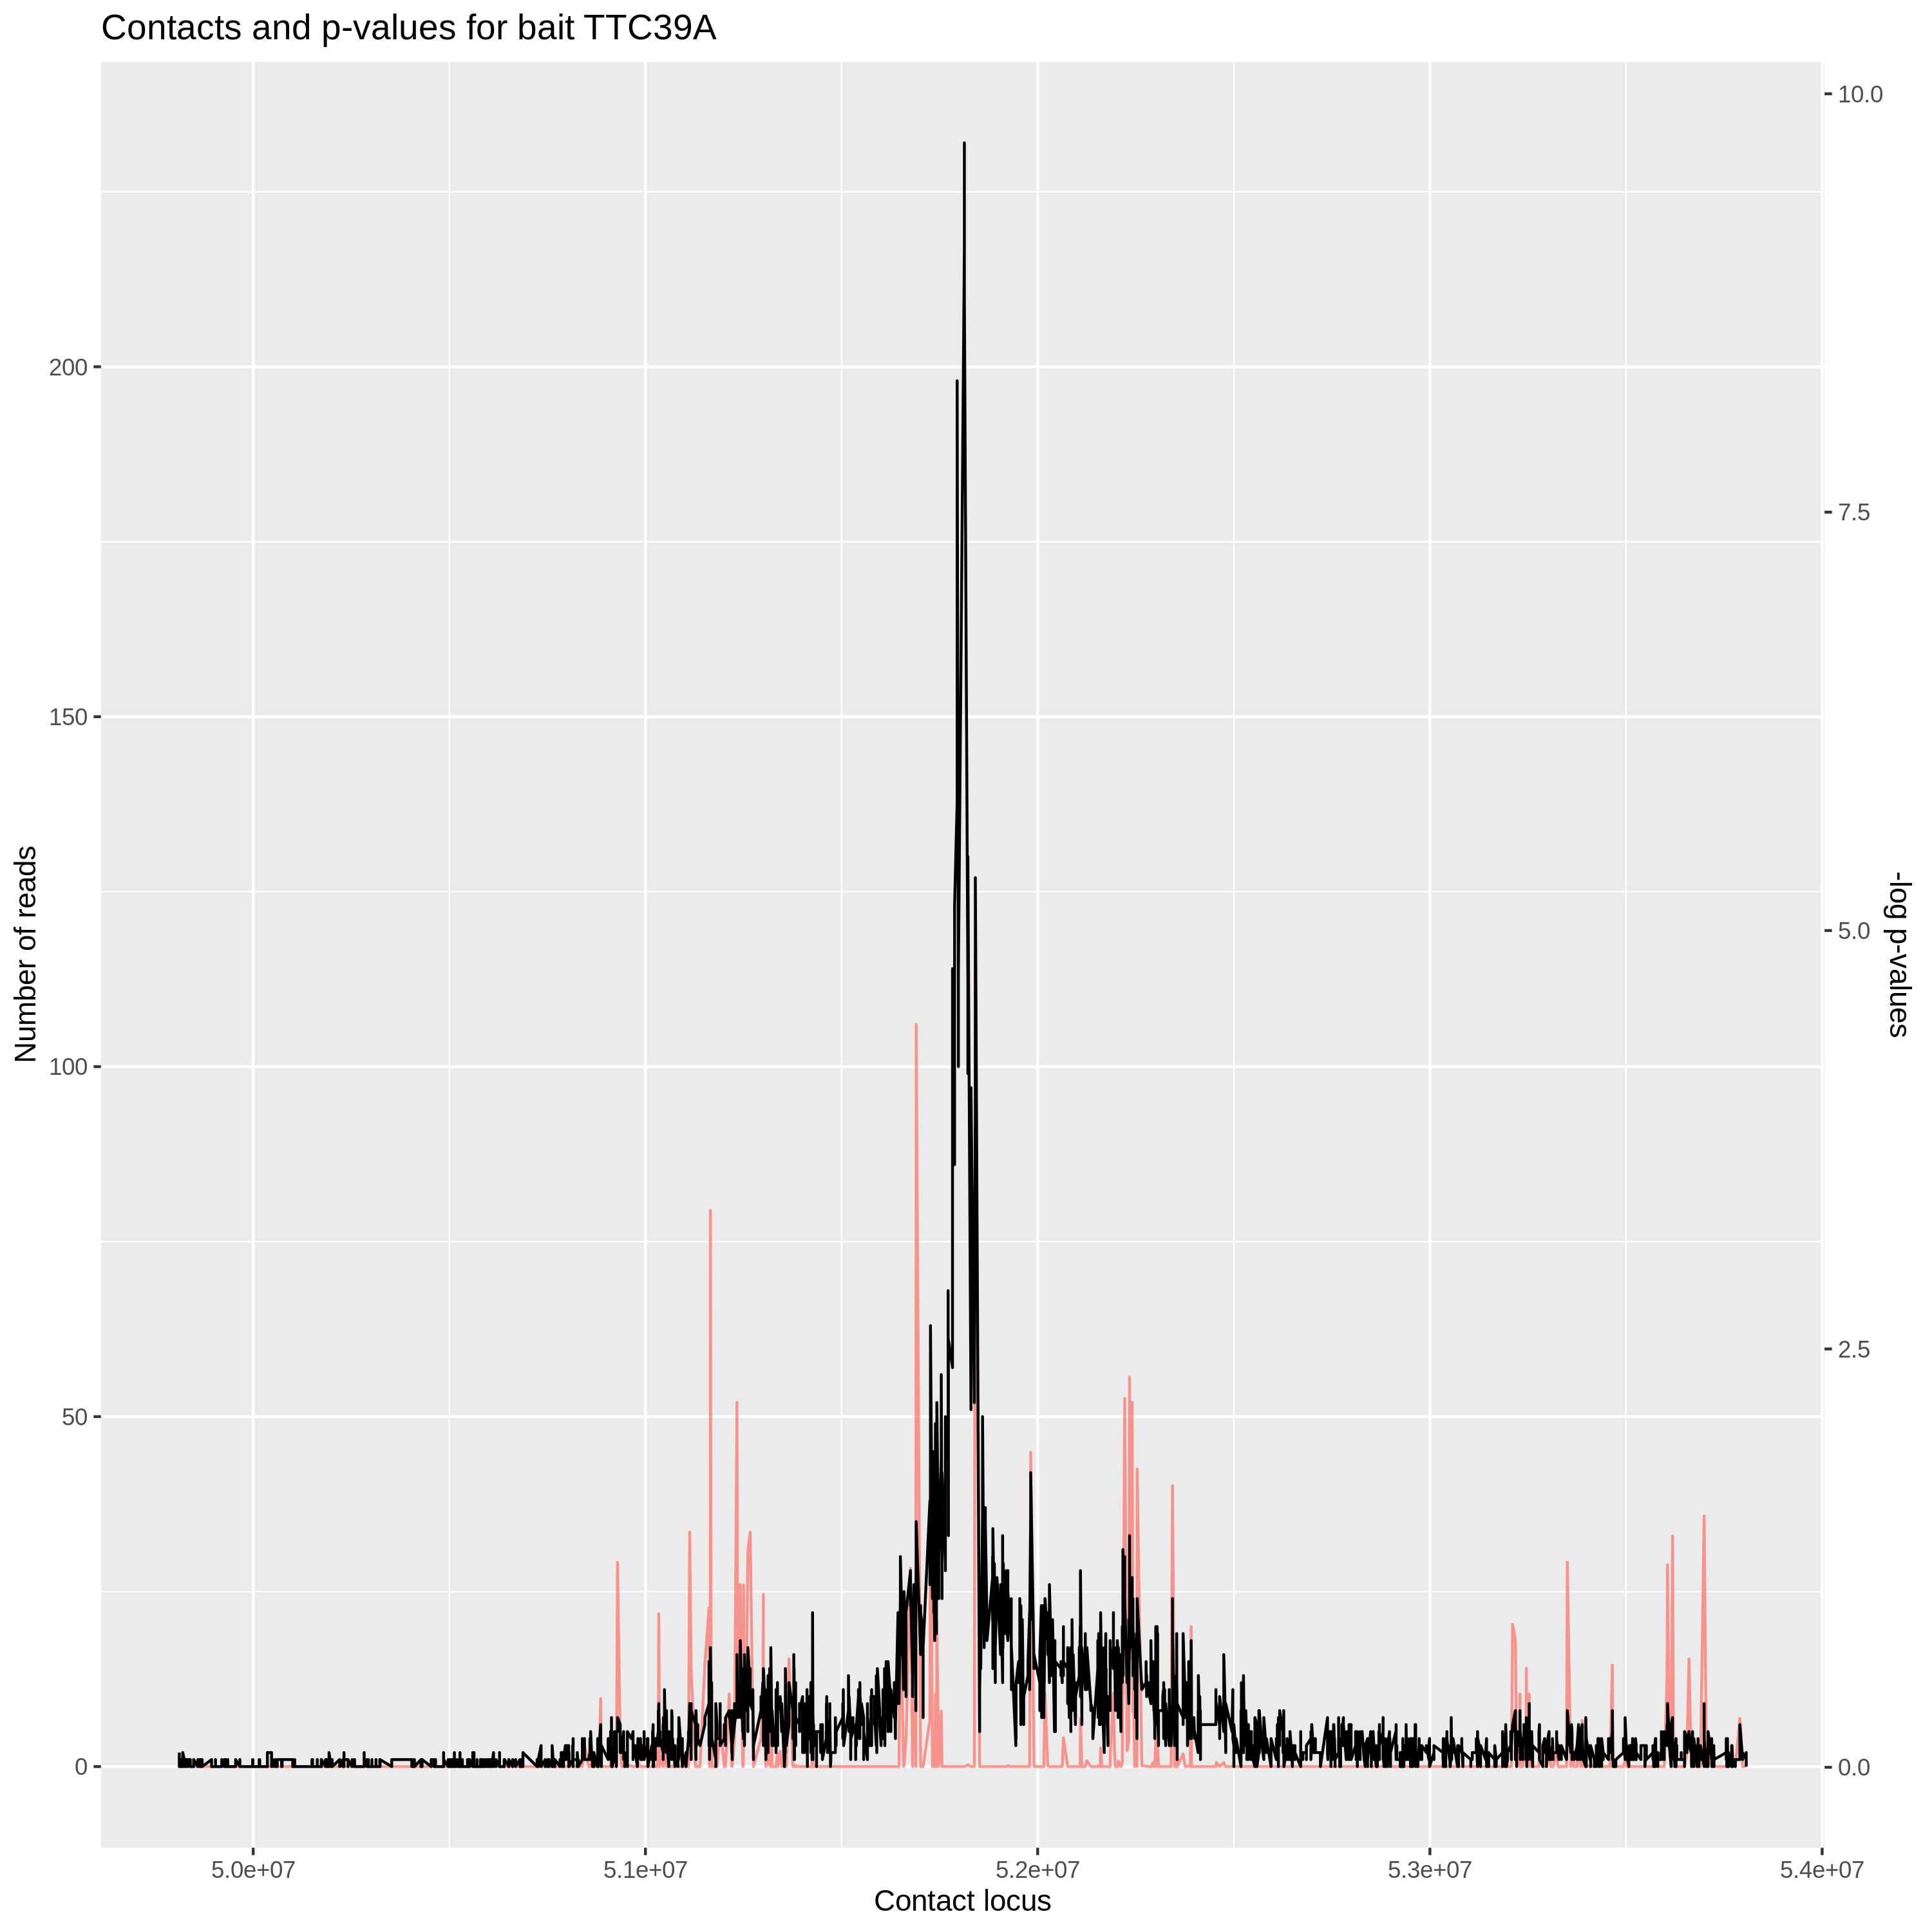 Contacts and p-values for bait TTC39A
10.0
7.5
5.0
2.5
0.0
-log p-values
200
150
100
50
0
Number of reads
5.0e+07
5.1e+07
5.2e+07
5.3e+07
5.4e+07
Contact locus